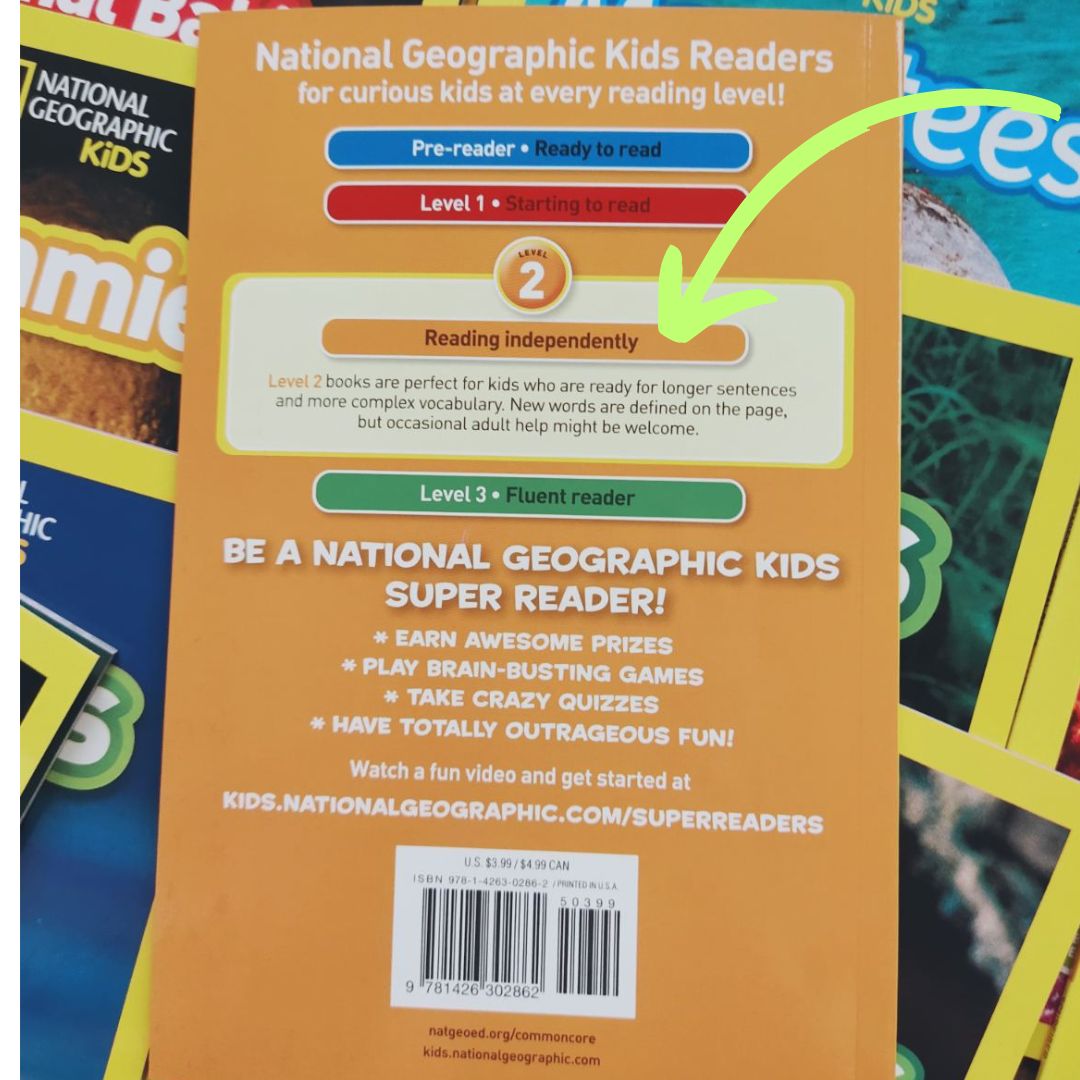 KiDS
NATIONAL
GEOGRAPHIC
KiDS
National Geographic Kids Readers
for curious kids at every reading level!
Pre-reader • Ready to read
Level 1 • Starting to read
LEVEL
2
Reading independently
Level 2 books are perfect for kids who are ready for longer sentences
and more complex vocabulary. New words are defined on the page,
but occasional adult help might be welcome.
Level 3 • Fluent reader
BE A NATIONAL GEOGRAPHIC KIDS
SUPER READER!
* EARN AWESOME PRIZES
* PLAY BRAIN-BUSTING GAMES
* TAKE CRAZY QUIZZES
* HAVE TOTALLY OUTRAGEOUS FUN!
Watch a fun video and get started at
KIDS.NATIONALGEOGRAPHIC.COM/SUPERREADERS
U.S. $3.99 / $4.99 CAN
ISBN 978-1-4263-0286-2 / PRINTED IN U.S.A.
50399
9 781426 302862
natgeoed.org/commoncore
kids.nationalgeographic.com